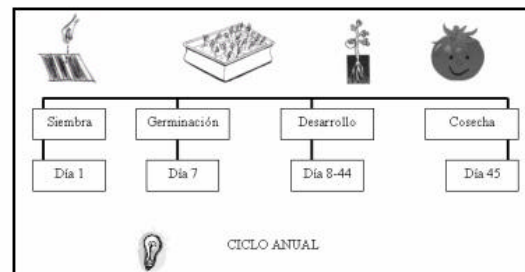 Siembra Germinación Desarrollo Cosecha
Día 1 Día 7 Día 8-44 Día 45
CICLO ANUAL